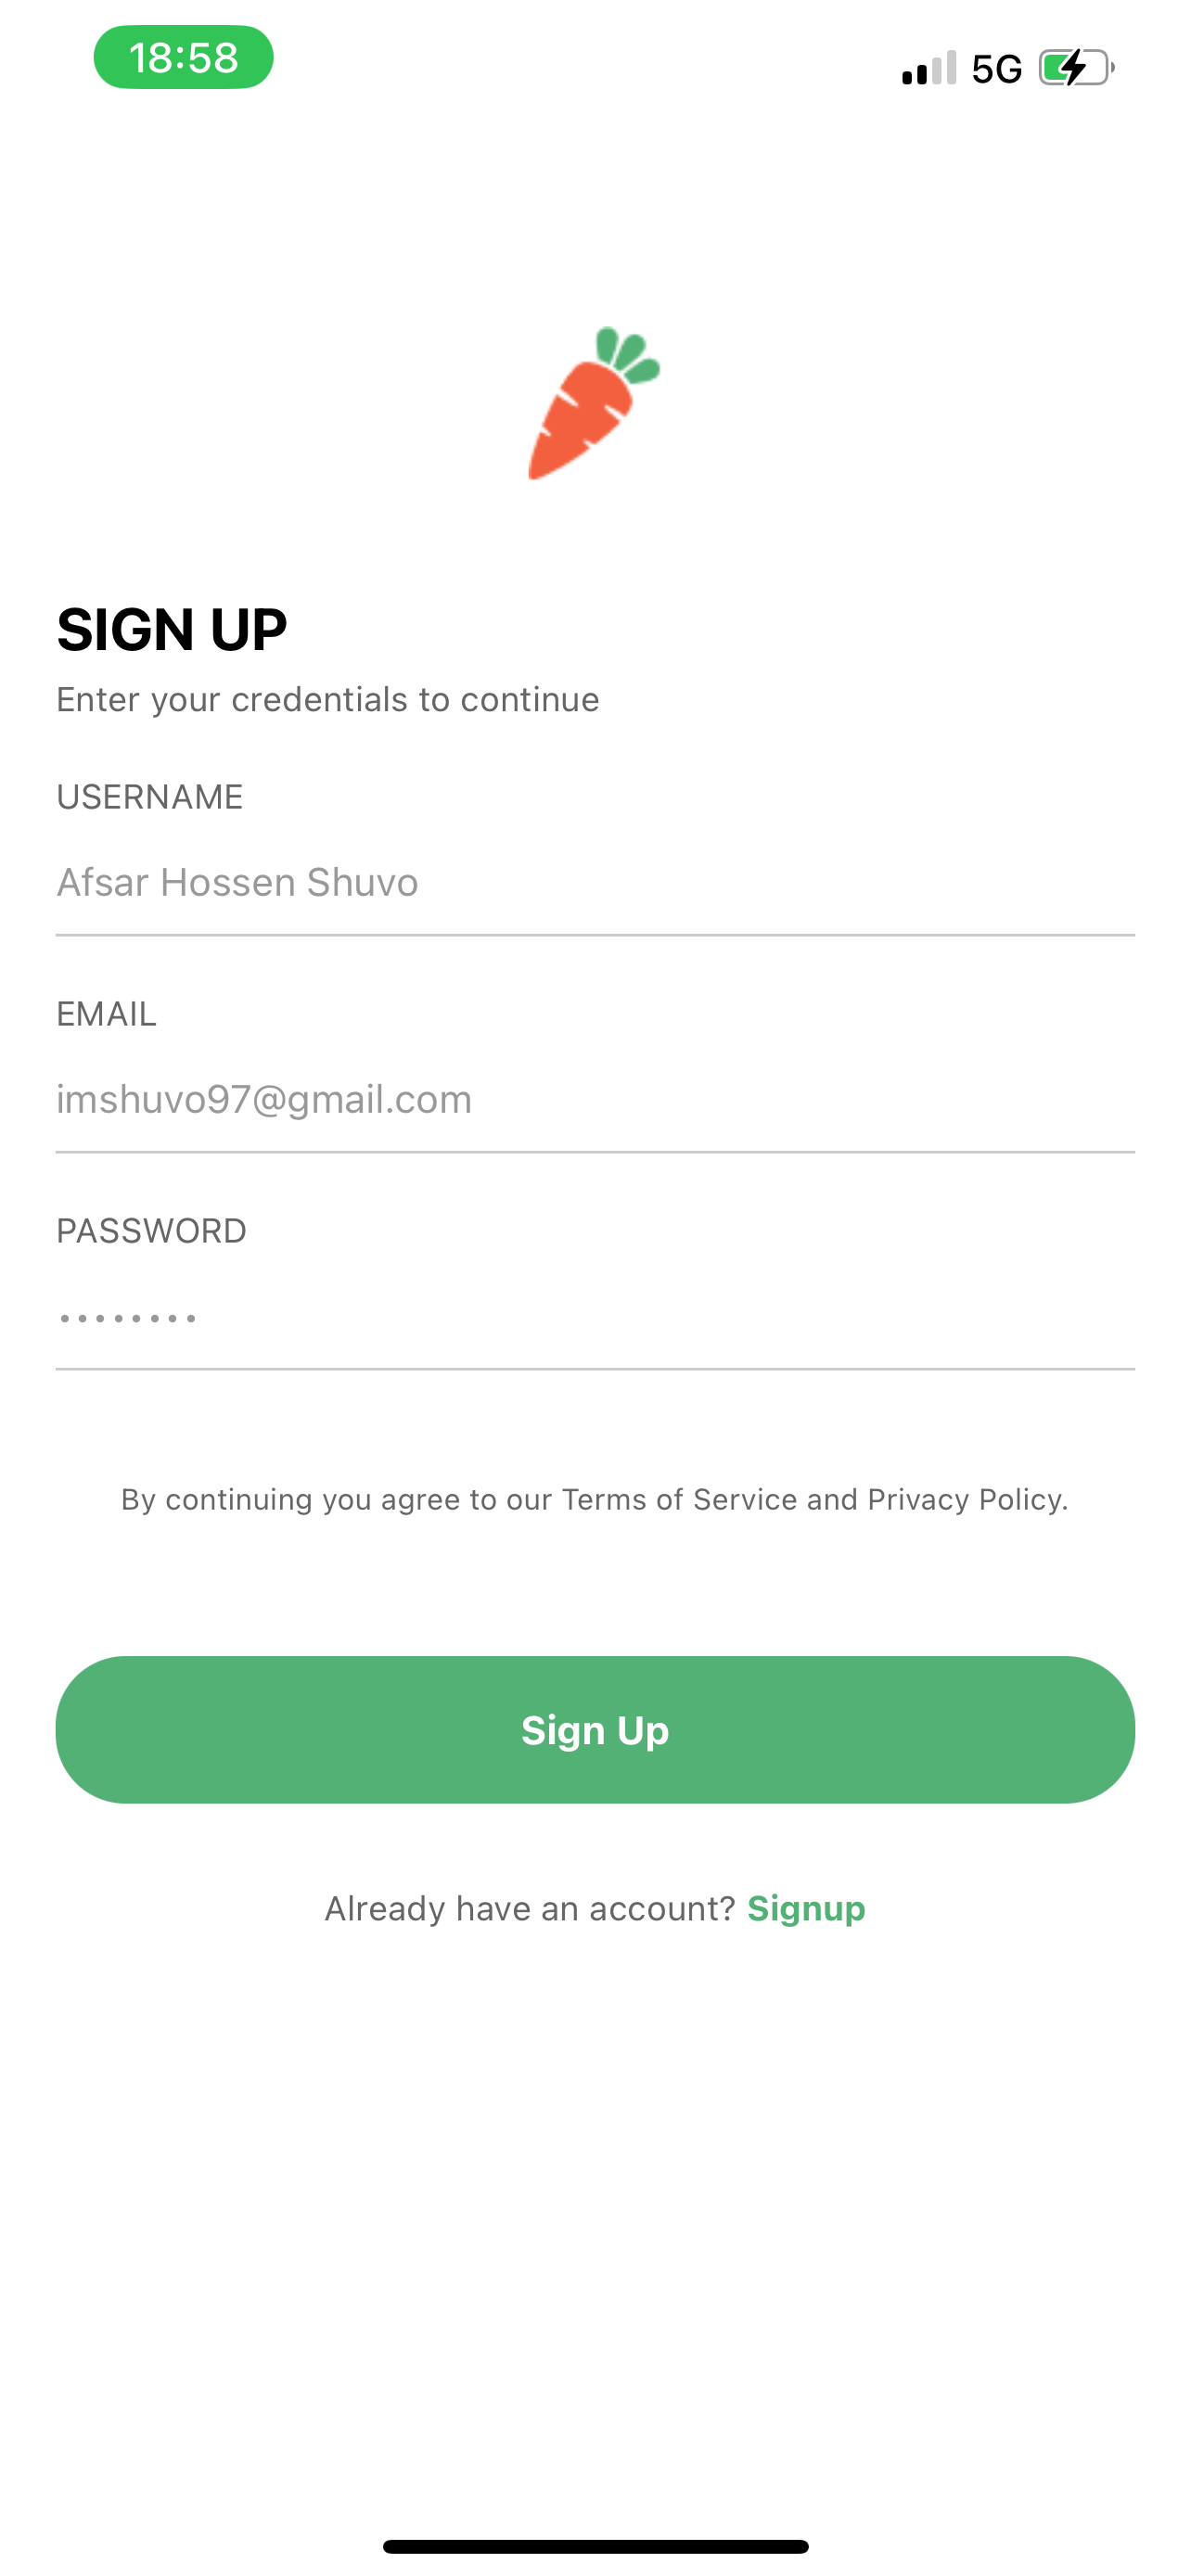 18:58
5G
SIGN UP
Enter your credentials to continue
USERNAME
Afsar Hossen Shuvo
EMAIL
imshuvo97@gmail.com
PASSWORD
••••••••
By continuing you agree to our Terms of Service and Privacy Policy.
Sign Up
Already have an account? Signup